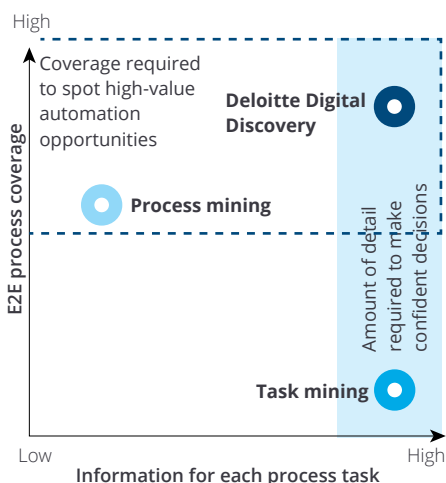 High
Coverage required
to spot high-value
automation
opportunities
Deloitte Digital
Discovery
Process mining
E2E process coverage
Amount of detail
required to make
confident decisions
Task mining
Low
High
Information for each process task